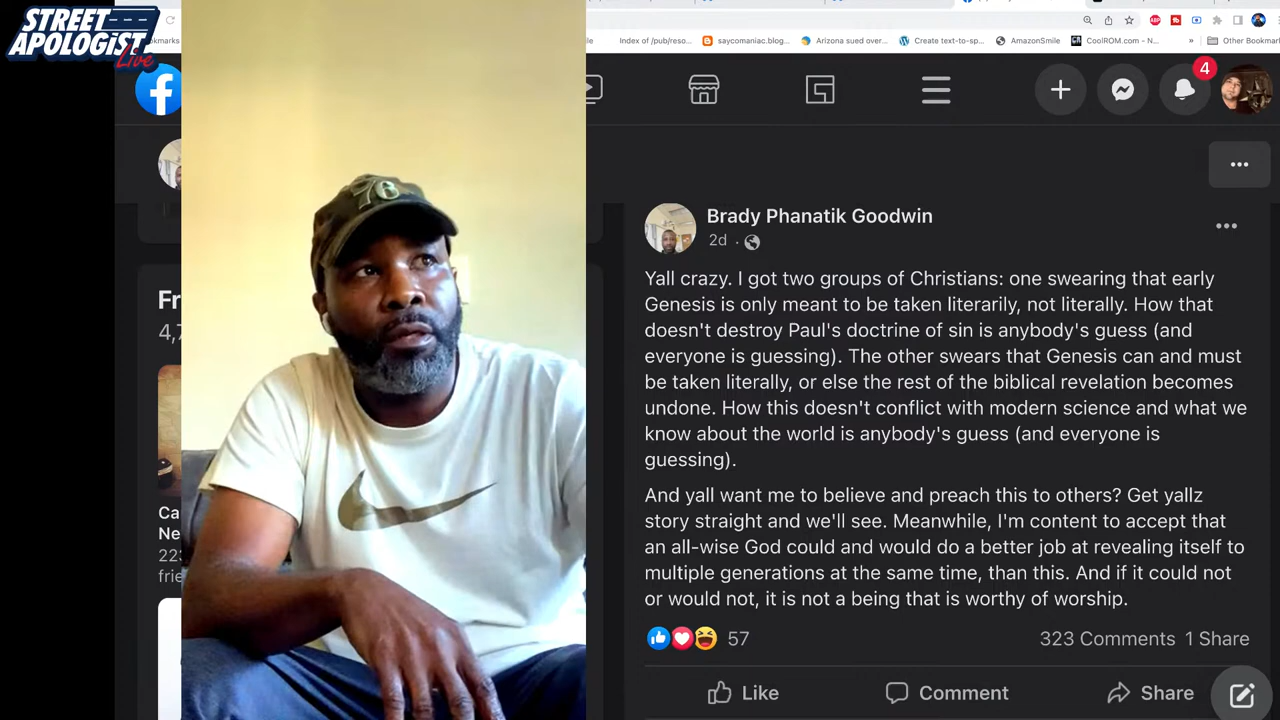 STREET
APOLOGIST
Live
Index of /pub/reso...
saycomaniac.blog...
Arizona sued over...
Create text-to-sp...
AmazonSmile
CoolROM.com - N...
»
Other Bookmar
4
Brady Phanatik Goodwin
2d
Yall crazy. I got two groups of Christians: one swearing that early
Genesis is only meant to be taken literarily, not literally. How that
doesn't destroy Paul's doctrine of sin is anybody's guess (and
everyone is guessing). The other swears that Genesis can and must
be taken literally, or else the rest of the biblical revelation becomes
undone. How this doesn't conflict with modern science and what we
know about the world is anybody's guess (and everyone is
guessing).
And yall want me to believe and preach this to others? Get yallz
story straight and we'll see. Meanwhile, I'm content to accept that
an all-wise God could and would do a better job at revealing itself to
multiple generations at the same time, than this. And if it could not
or would not, it is not a being that is worthy of worship.
57
323 Comments 1 Share
Like
Comment
Share
Fr
4,7
Ca
Ne
223
frie
76